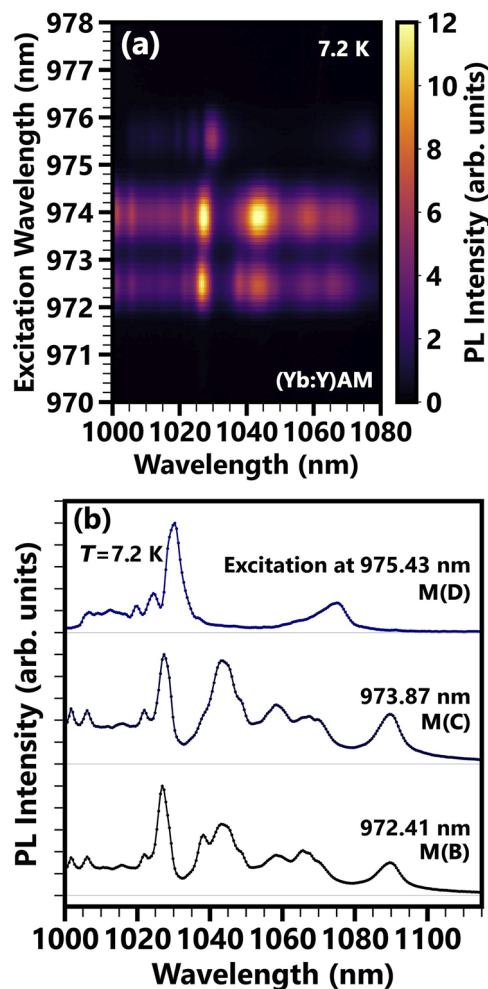 (a)
7.2 K
(Yb:Y)AM
Excitation Wavelength (nm)
978
977
976
975
974
973
972
971
970
1000 1020 1040 1060 1080
Wavelength (nm)
12
10
8
6
4
2
0
PL Intensity (arb. units)
(b)
T=7.2 K
Excitation at 975.43 nm
M(D)
973.87 nm
M(C)
972.41 nm
M(B)
PL Intensity (arb. units)
1000 1020 1040 1060 1080 1100
Wavelength (nm)